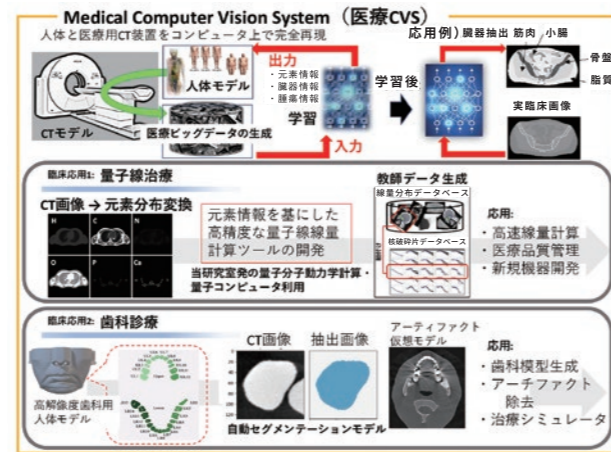 Medical Computer Vision System（医療CVS）
人体と医療用CT装置をコンピュータ上で完全再現
CTモデル
人体モデル
医療ビッグデータの生成
出力
・元素情報
・臓器情報
・腫瘍情報
学習
入力
学習後
応用例）臓器抽出
筋肉
小腸
骨盤
脂質
実臨床画像
臨床応用1: 量子線治療
CT画像 → 元素分布変換
H
C
N
O
P
Ca
元素情報を基にした
高精度な量子線線量
計算ツールの開発
当研究室発の量子分子動力学計算・
量子コンピュータ利用
教師データ生成
線量分布データベース
核破砕片データベース
応用:
・高速線量計算
・医療品質管理
・新規機器開発
臨床応用2: 歯科診療
高解像度歯科用
人体モデル
CT画像
抽出画像
自動セグメンテーションモデル
アーティファクト
仮想モデル
応用:
・歯科模型生成
・アーチファクト
除去
・治療シミュレータ